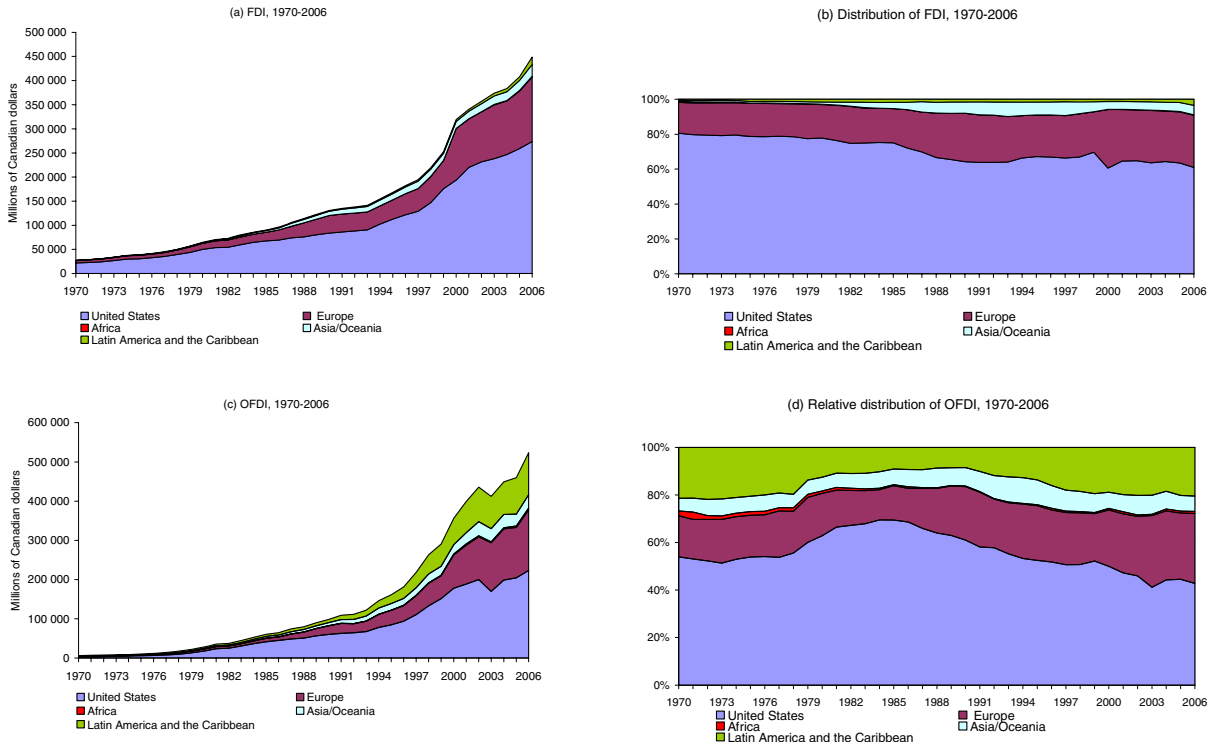 (a) FDI, 1970-2006
Millions of Canadian dollars
500 000
450 000
400 000
350 000
300 000
250 000
200 000
150 000
100 000
50 000
0
1970 1973 1976 1979 1982 1985 1988 1991 1994 1997 2000 2003 2006
United States Europe
Africa Asia/Oceania
Latin America and the Caribbean
(b) Distribution of FDI, 1970-2006
100%
80%
60%
40%
20%
0%
1970 1973 1976 1979 1982 1985 1988 1991 1994 1997 2000 2003 2006
United States Europe
Africa Asia/Oceania
Latin America and the Caribbean
(c) OFDI, 1970-2006
Millions of Canadian dollars
600 000
500 000
400 000
300 000
200 000
100 000
0
1970 1973 1976 1979 1982 1985 1988 1991 1994 1997 2000 2003 2006
United States Europe
Africa Asia/Oceania
Latin America and the Caribbean
(d) Relative distribution of OFDI, 1970-2006
100%
80%
60%
40%
20%
0%
1970 1973 1976 1979 1982 1985 1988 1991 1994 1997 2000 2003 2006
United States Europe
Africa Asia/Oceania
Latin America and the Caribbean